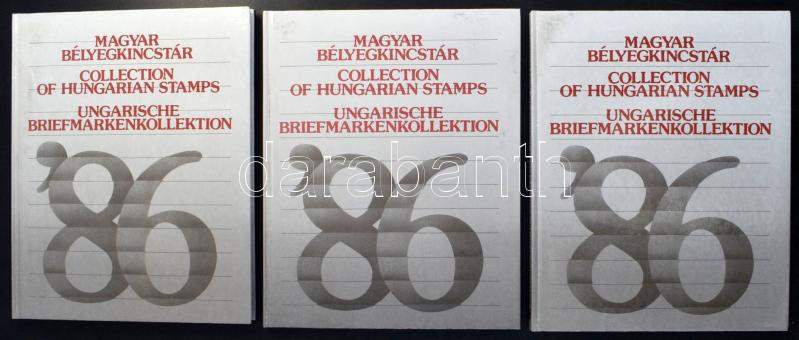 MAGYAR
BÉLYEGKINCSTÁR
COLLECTION
OF HUNGARIAN STAMPS
UNGARISCHE
BRIEFMARKENKOLLEKTION
'86
MAGYAR
BÉLYEGKINCSTÁR
COLLECTION
OF HUNGARIAN STAMPS
UNGARISCHE
BRIEFMARKENKOLLEKTION
'86
MAGYAR
BÉLYEGKINCSTÁR
COLLECTION
OF HUNGARIAN STAMPS
UNGARISCHE
BRIEFMARKENKOLLEKTION
'86
darabanth